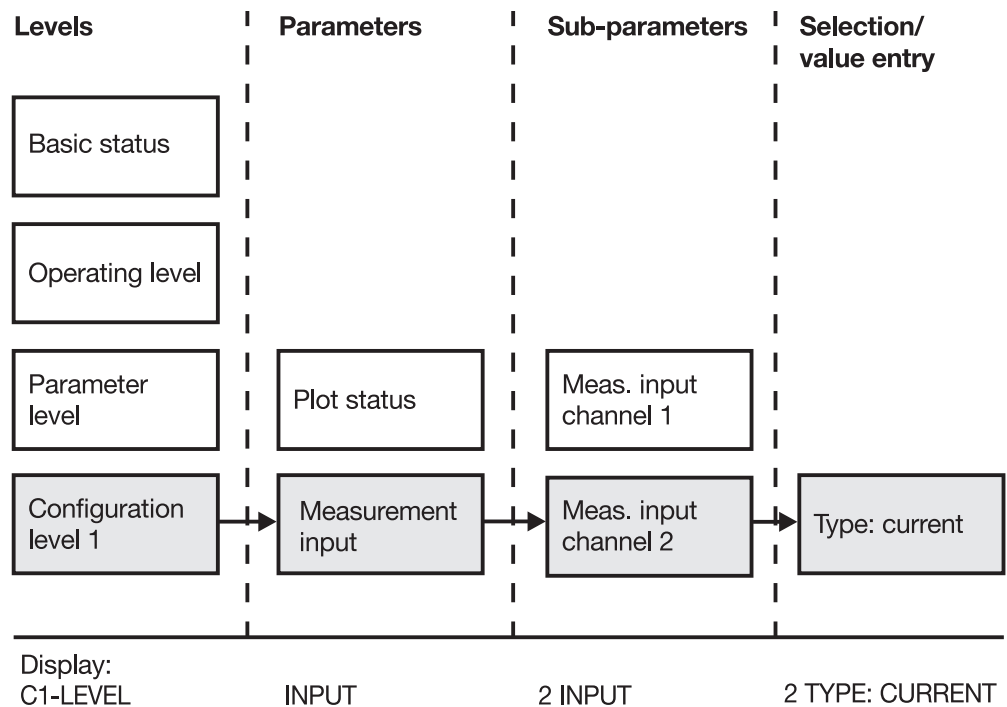 Levels
Parameters
Sub-parameters
Selection/
value entry
Basic status
Operating level
Parameter
level
Plot status
Meas. input
channel 1
Configuration
level 1
Measurement
input
Meas. input
channel 2
Type: current
Display:
C1-LEVEL
INPUT
2 INPUT
2 TYPE: CURRENT